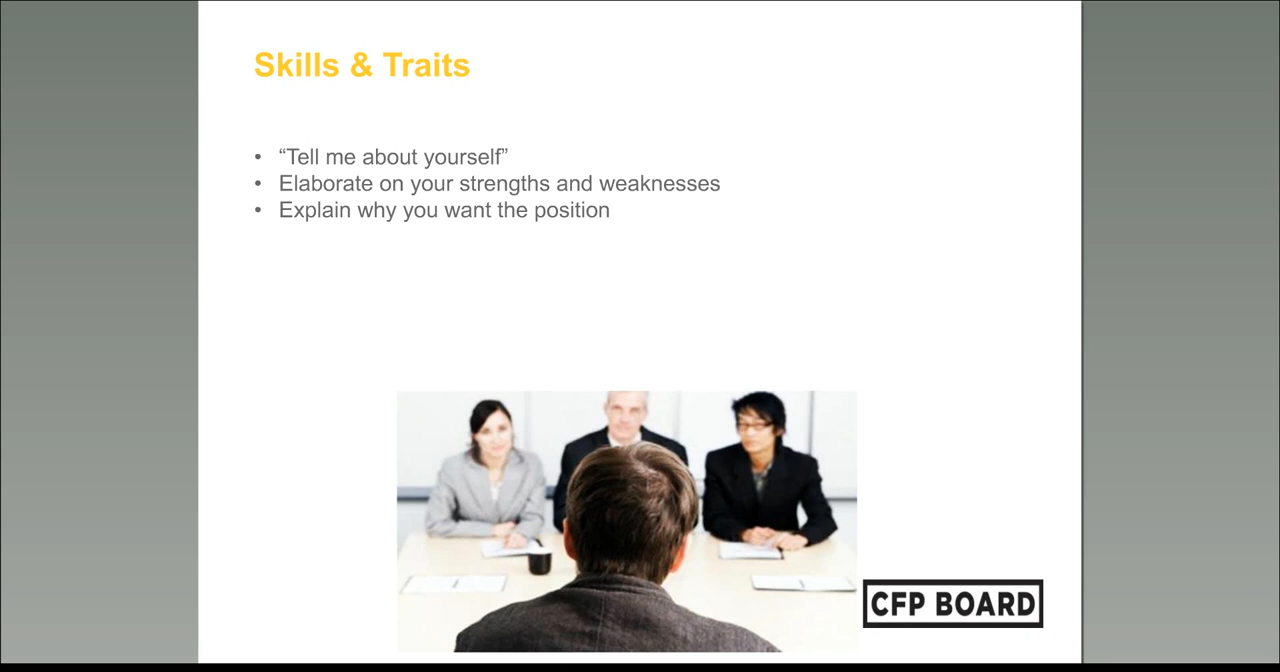 Skills & Traits
• “Tell me about yourself”
• Elaborate on your strengths and weaknesses
• Explain why you want the position
CFP BOARD